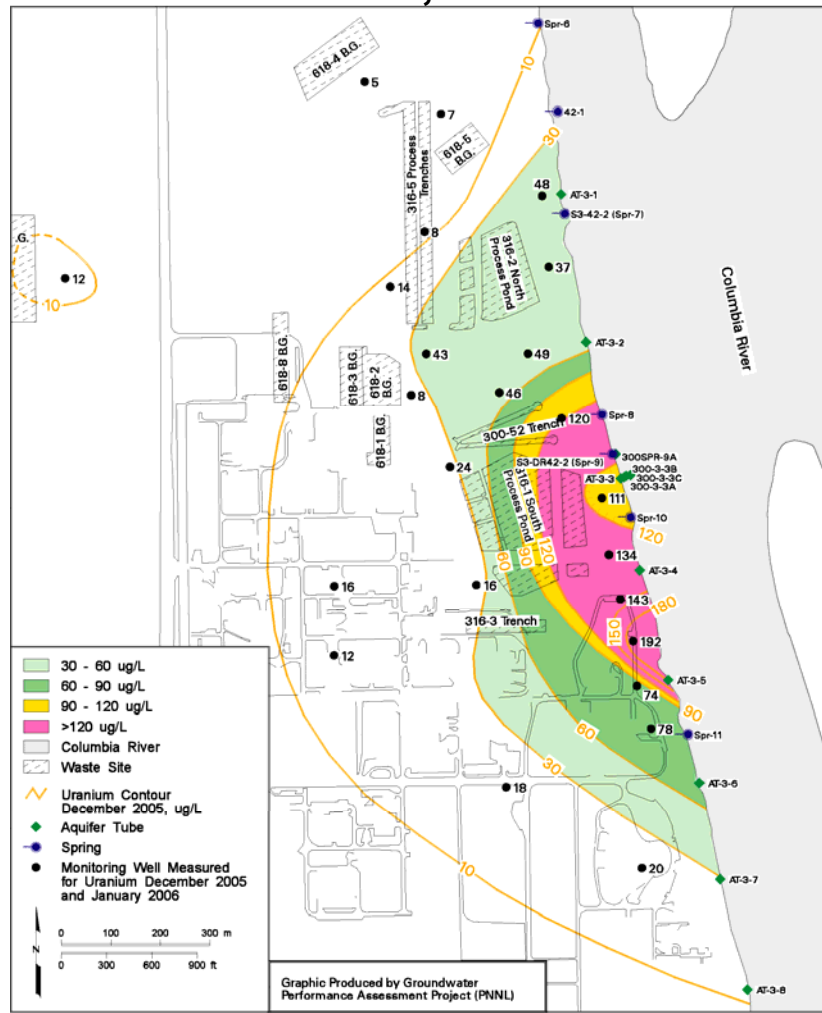 Spr-6
618-4 B.G.
10
5
42-1
7
30
618-5
B.G.
316-5 Process
Trenches
48
AT-3-1
S3-42-2 (Spr-7)
8
316-2 North
Process Pond
.G.
12
10
37
14
Columbia River
AT-3-2
618-8 B.G.
618-3 B.G.
618-2
B.G.
43
49
8
46
120
Spr-8
300-52 Trench
618-1 B.G.
24
S3-DR42-2 (Spr-9)
300SPR-9A
300-3-3B
AT-3-3
300-3-3C
300-3-3A
316-1 South
Process Pond
111
Spr-10
120
60
90
120
134
AT-3-4
16
16
143
180
316-3 Trench
150
192
12
AT-3-5
74
90
78
Spr-11
60
30
AT-3-6
18
10
20
AT-3-7
AT-3-8
30 - 60 ug/L
60 - 90 ug/L
90 - 120 ug/L
>120 ug/L
Columbia River
Waste Site
Uranium Contour
December 2005, ug/L
Aquifer Tube
Spring
Monitoring Well Measured
for Uranium December 2005
and January 2006
N
0 100 200 300 m
0 300 600 900 ft
Graphic Produced by Groundwater
Performance Assessment Project (PNNL)